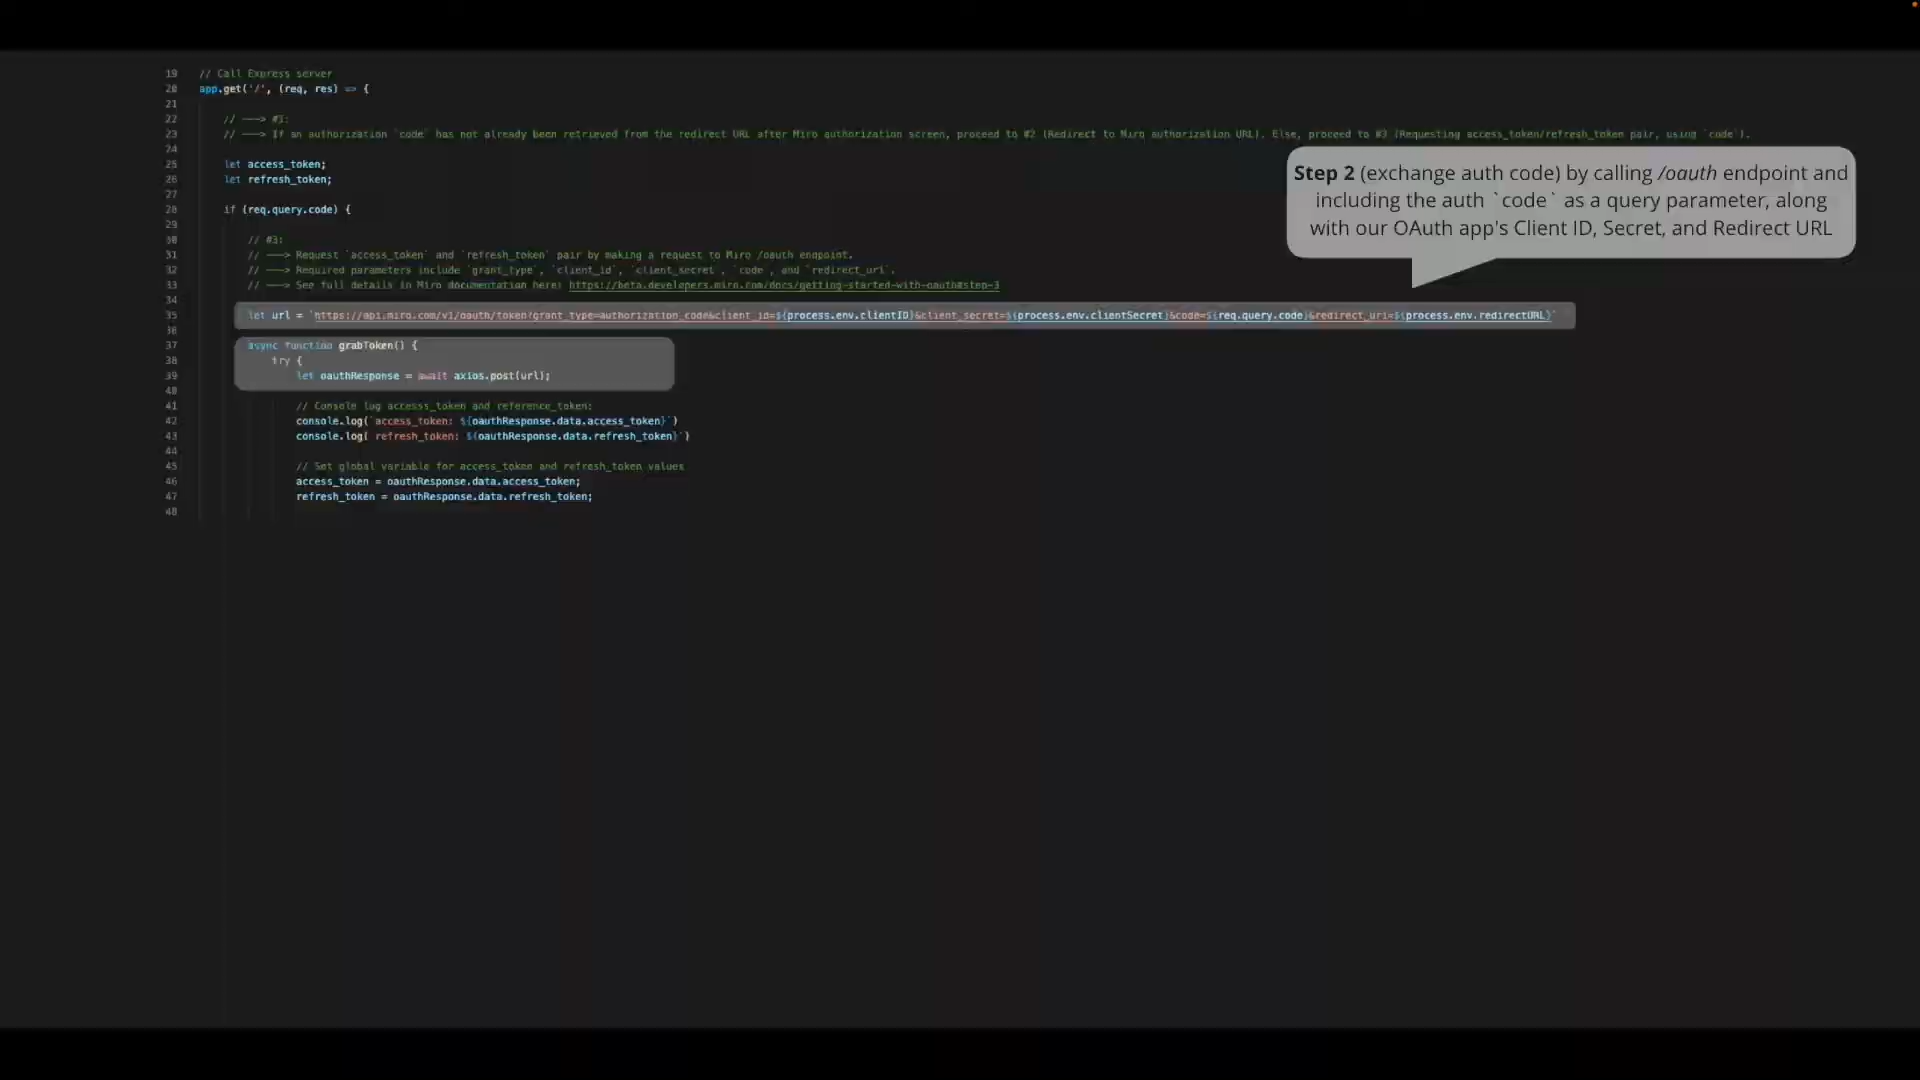 19 // Call Express server
20 app.get('/', (req, res) => {
21
22 // ---> #1:
23 // ---> If an authorization `code` has not already been retrieved from the redirect URL after Miro authorization screen, proceed to #2 (Redirect to Miro authorization URL). Else, proceed to #3 (Requesting access_token/refresh_token pair, using `code`).
24
25 let access_token;
26 let refresh_token;
27
28 if (req.query.code) {
29
30 // #3:
31 // ---> Request `access_token` and `refresh_token` pair by making a request to Miro /oauth endpoint.
32 // ---> Required parameters include `grant_type`, `client_id`, `client_secret`, `code`, and `redirect_uri`.
33 // ---> See full details in Miro documentation here: https://beta.developers.miro.com/docs/getting-started-with-oauth#step-3
34
35 let url = `https://api.miro.com/v1/oauth/token?grant_type=authorization_code&client_id=${process.env.clientID}&client_secret=${process.env.clientSecret}&code=${req.query.code}&redirect_uri=${process.env.redirectURL}`
36
37 async function grabToken() {
38 try {
39 let oauthResponse = await axios.post(url);
40
41 // Console log accesss_token and reference_token:
42 console.log(`access_token: ${oauthResponse.data.access_token}`)
43 console.log(`refresh_token: ${oauthResponse.data.refresh_token}`)
44
45 // Set global variable for access_token and refresh_token values
46 access_token = oauthResponse.data.access_token;
47 refresh_token = oauthResponse.data.refresh_token;
48
Step 2 (exchange auth code) by calling /oauth endpoint and
including the auth `code` as a query parameter, along
with our OAuth app's Client ID, Secret, and Redirect URL